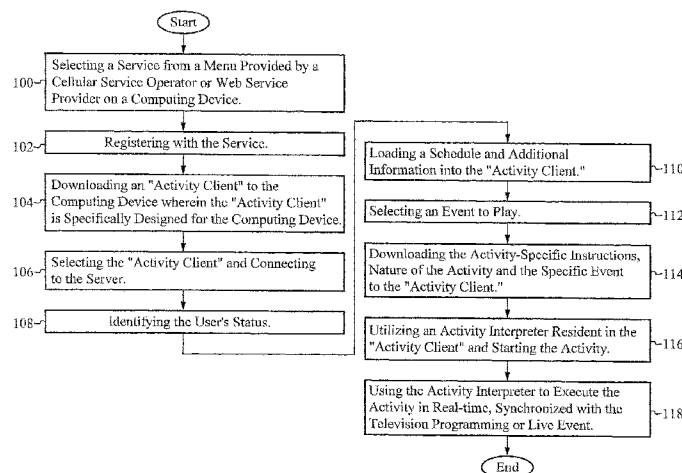 Start
Selecting a Service from a Menu Provided by a
Cellular Service Operator or Web Service
Provider on a Computing Device.
100
Registering with the Service.
102
Downloading an "Activity Client" to the
Computing Device wherein the "Activity Client"
is Specifically Designed for the Computing Device.
104
Selecting the "Activity Client" and Connecting
to the Server.
106
Identifying the User's Status.
108
Loading a Schedule and Additional
Information into the "Activity Client."
110
Selecting an Event to Play.
112
Downloading the Activity-Specific Instructions,
Nature of the Activity and the Specific Event
to the "Activity Client."
114
Utilizing an Activity Interpreter Resident in the
"Activity Client" and Starting the Activity.
116
Using the Activity Interpreter to Execute the
Activity in Real-time, Synchronized with the
Television Programming or Live Event.
118
End